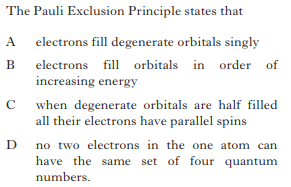 The Pauli Exclusion Principle states that
A electrons fill degenerate orbitals singly
B electrons fill orbitals in order of
increasing energy
C when degenerate orbitals are half filled
all their electrons have parallel spins
D no two electrons in the one atom can
have the same set of four quantum
numbers.